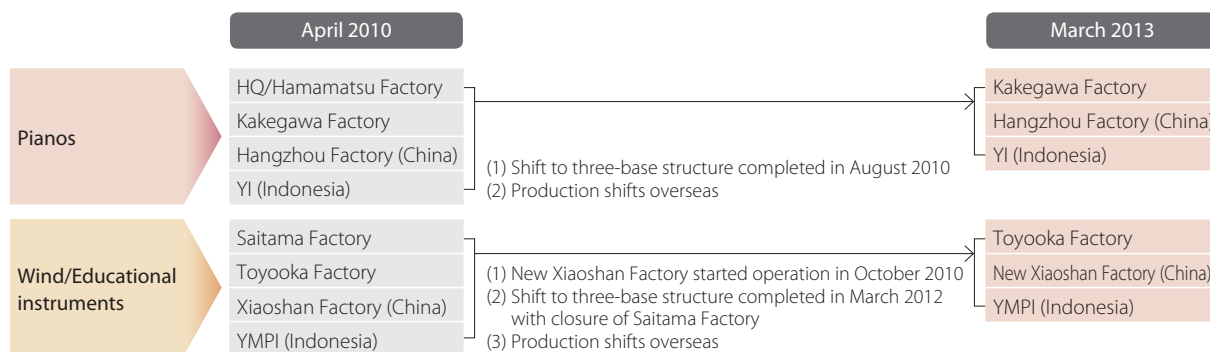 April 2010
March 2013
Pianos
HQ/Hamamatsu Factory
Kakegawa Factory
Hangzhou Factory (China)
YI (Indonesia)
(1) Shift to three-base structure completed in August 2010
(2) Production shifts overseas
Kakegawa Factory
Hangzhou Factory (China)
YI (Indonesia)
Wind/Educational
instruments
Saitama Factory
Toyooka Factory
Xiaoshan Factory (China)
YMPI (Indonesia)
(1) New Xiaoshan Factory started operation in October 2010
(2) Shift to three-base structure completed in March 2012
with closure of Saitama Factory
(3) Production shifts overseas
Toyooka Factory
New Xiaoshan Factory (China)
YMPI (Indonesia)